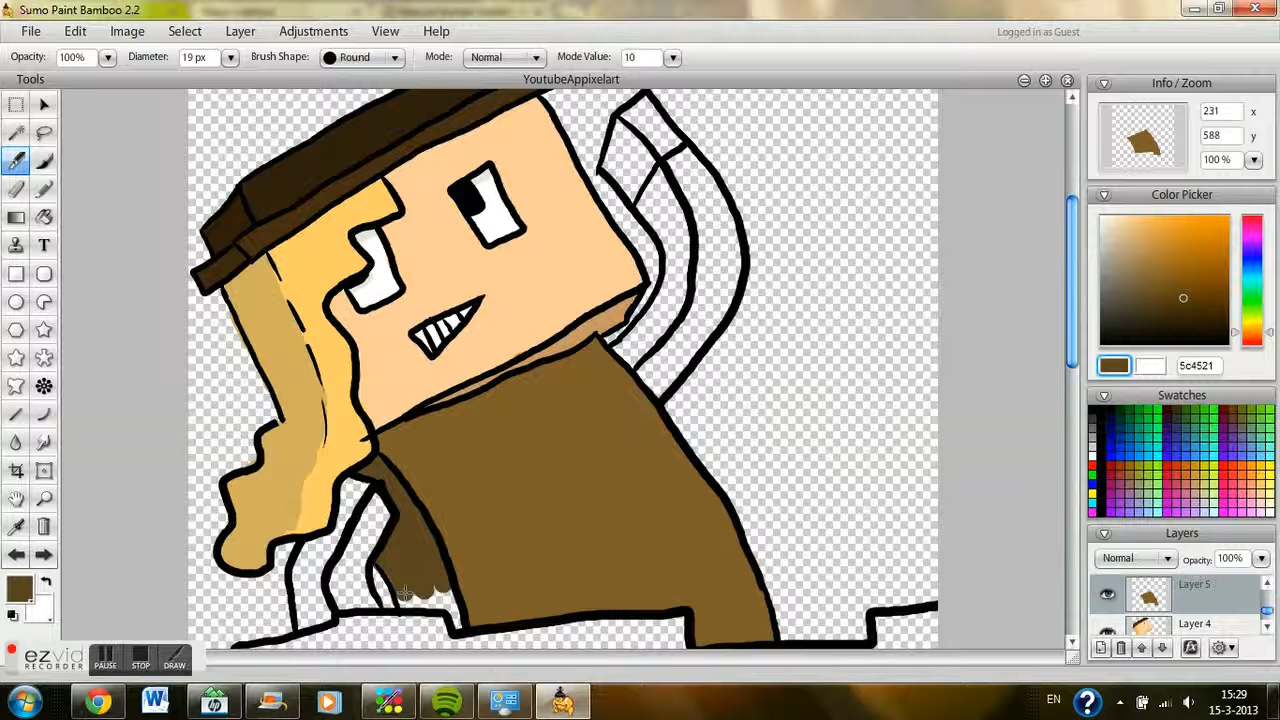 Sumo Paint Bamboo 2.2
File Edit Image Select Layer Adjustments View Help
Logged in as Guest
Opacity: 100% Diameter: 19 px Brush Shape: Round Mode: Normal Mode Value: 10
Tools
YoutubeAppixelart
Info / Zoom
231 x
588 y
100 %
Color Picker
5c4521
Swatches
Layers
Normal Opacity: 100%
Layer 5
Layer 4
T
ezvid
RECORDER
PAUSE STOP DRAW
EN
15:29
15-3-2013